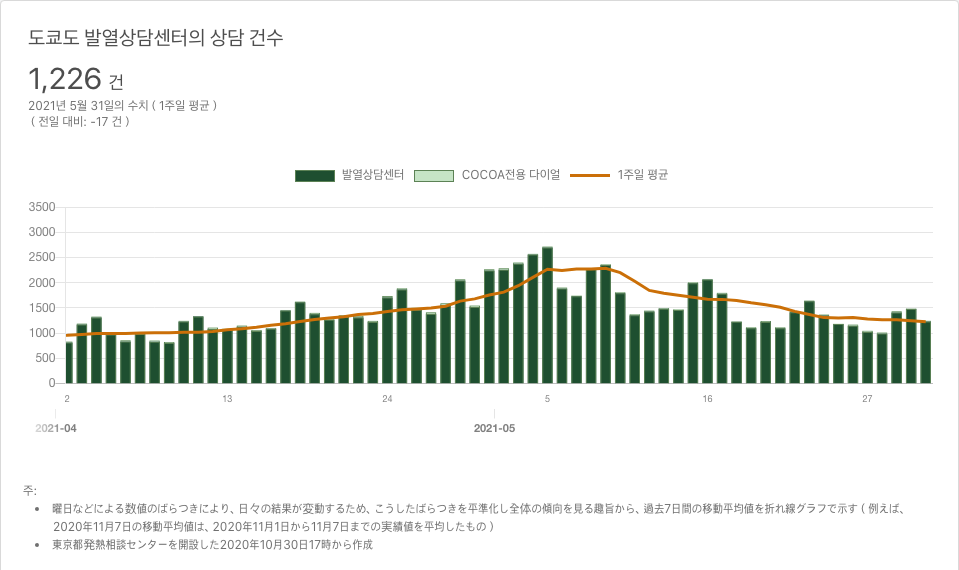 도쿄도 발열상담센터의 상담 건수
1,226 건
2021년 5월 31일의 수치 ( 1주일 평균 )
( 전일 대비: -17 건 )
발열상담센터 COCOA전용 다이얼 1주일 평균
3500
3000
2500
2000
1500
1000
500
0
2 13 24 5 16 27
2021-04 2021-05
주:
• 曜日などによる数値のばらつきにより、日々の結果が変動するため、こうしたばらつきを平準化し全体の傾向を見る趣旨から、過去7日間の移動平均値を折れ線グラフで示す ( 例えば、
2020年11月7日の移動平均値は、2020年11月1日から11月7日までの実績値を平均したもの )
• 東京都発熱相談センターを開設した2020年10月30日17時から作成